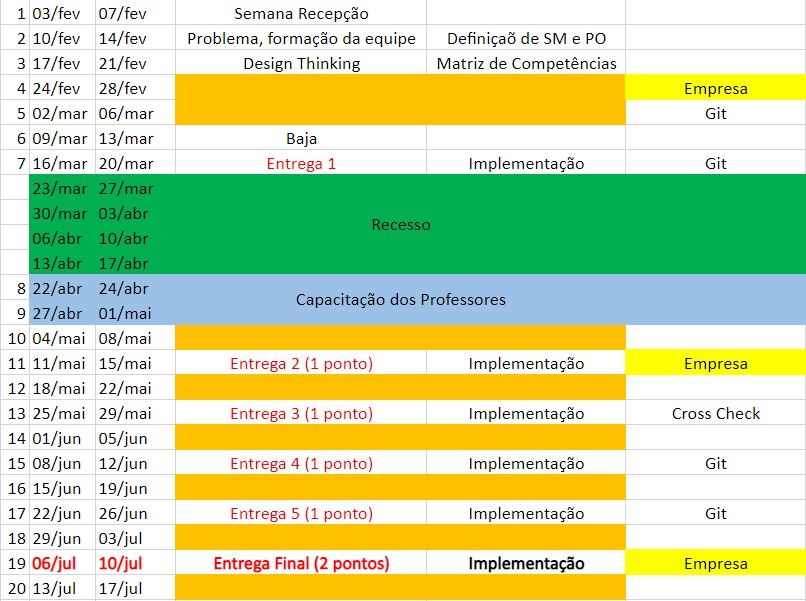 1 03/fev 07/fev Semana Recepção
2 10/fev 14/fev Problema, formação da equipe Definiçaõ de SM e PO
3 17/fev 21/fev Design Thinking Matriz de Competências
4 24/fev 28/fev Empresa
5 02/mar 06/mar Git
6 09/mar 13/mar Baja
7 16/mar 20/mar Entrega 1 Implementação Git
23/mar 27/mar
30/mar 03/abr
Recesso
06/abr 10/abr
13/abr 17/abr
8 22/abr 24/abr
Capacitação dos Professores
9 27/abr 01/mai
10 04/mai 08/mai
11 11/mai 15/mai Entrega 2 (1 ponto) Implementação Empresa
12 18/mai 22/mai
13 25/mai 29/mai Entrega 3 (1 ponto) Implementação Cross Check
14 01/jun 05/jun
15 08/jun 12/jun Entrega 4 (1 ponto) Implementação Git
16 15/jun 19/jun
17 22/jun 26/jun Entrega 5 (1 ponto) Implementação Git
18 29/jun 03/jul
19 06/jul 10/jul Entrega Final (2 pontos) Implementação Empresa
20 13/jul 17/jul